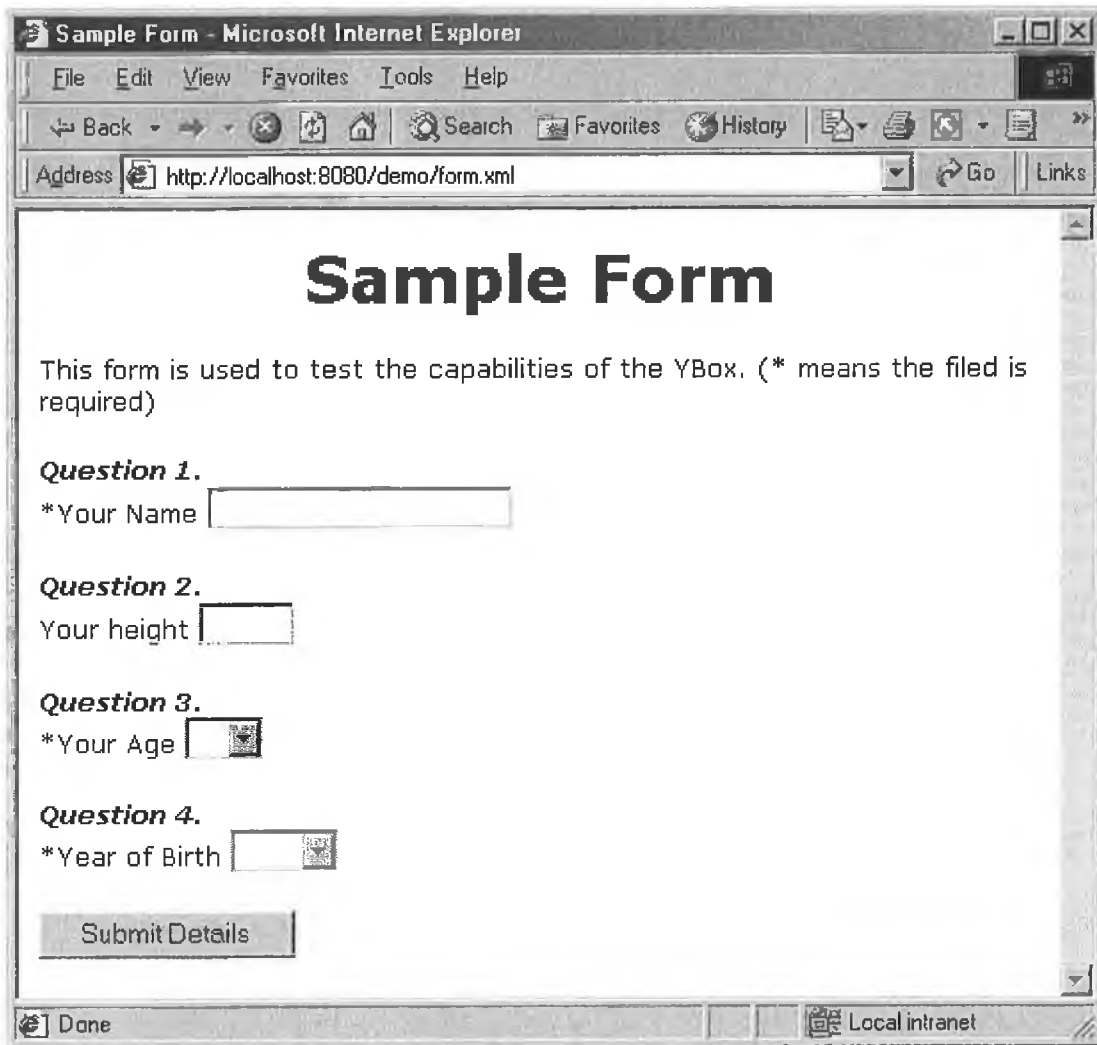 Sample Form - Microsoft Internet Explorer
File Edit View Favorites Tools Help
Back Search Favorites History »
Address http://localhost:8080/demo/form.xml Go Links
Sample Form
This form is used to test the capabilities of the YBox. (* means the filed is
required)
Question 1.
*Your Name
Question 2.
Your height
Question 3.
*Your Age
Question 4.
*Year of Birth
Submit Details
Done Local intranet